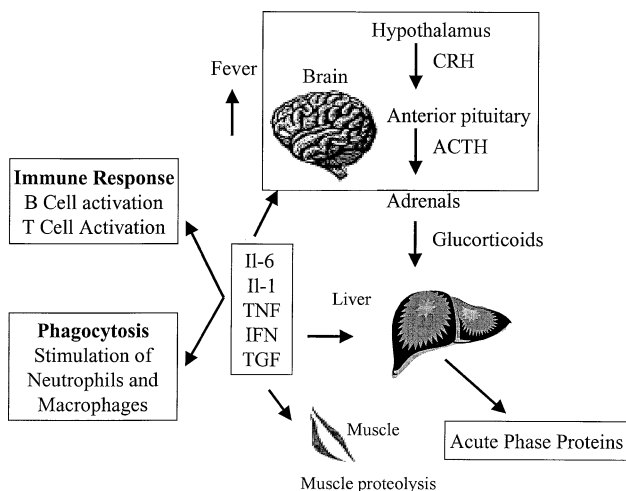 Hypothalamus
CRH
Fever
Brain
Anterior pituitary
ACTH
Immune Response
B Cell activation
T Cell Activation
Adrenals
Glucorticoids
Il-6
Il-1
TNF
IFN
TGF
Liver
Phagocytosis
Stimulation of
Neutrophils and
Macrophages
Muscle
Acute Phase Proteins
Muscle proteolysis